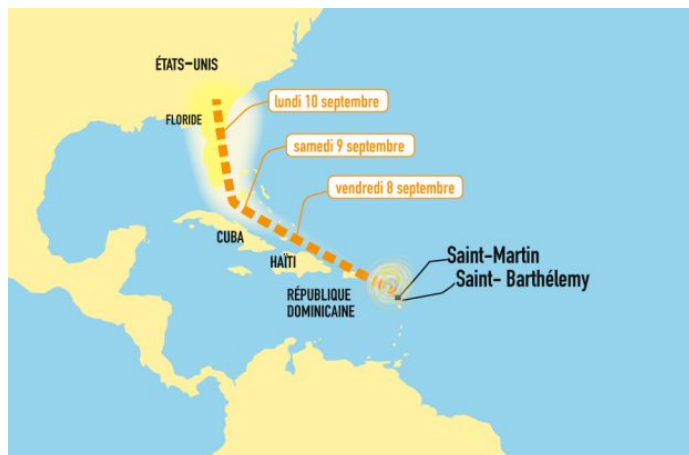 ÉTATS-UNIS
lundi 10 septembre
FLORIDE
samedi 9 septembre
vendredi 8 septembre
CUBA
HAÏTI
Saint-Martin
Saint- Barthélemy
RÉPUBLIQUE
DOMINICAINE